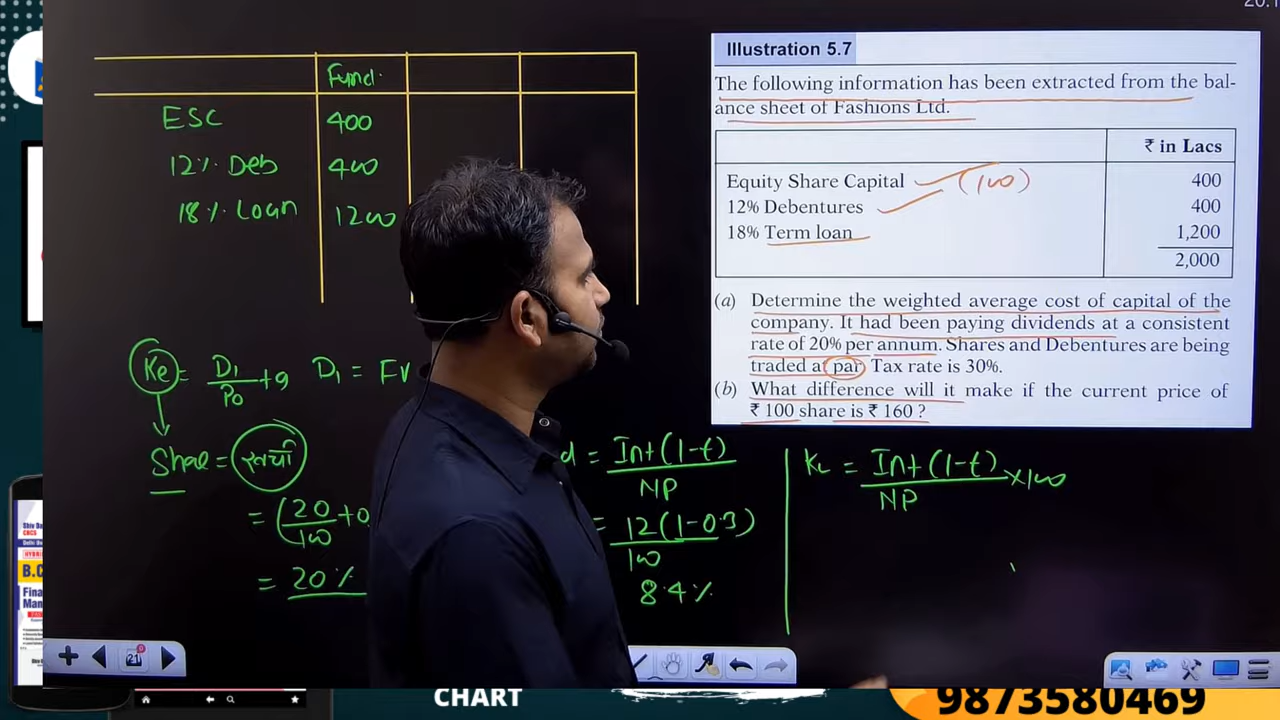 Fund
ESC 400
12% Deb 400
18% Loan 1200
Ke = D1/P0 + g D1 = FV
Share = खर्चा
= (20/100 + 0
= 20%
d = Int (1-t)/NP
= 12 (1-0.3)/100
8.4%
KL = Int (1-t)/NP × 100
Illustration 5.7
The following information has been extracted from the bal-
ance sheet of Fashions Ltd.
₹ in Lacs
Equity Share Capital (100) 400
12% Debentures 400
18% Term loan 1,200
2,000
(a) Determine the weighted average cost of capital of the
company. It had been paying dividends at a consistent
rate of 20% per annum. Shares and Debentures are being
traded at par Tax rate is 30%.
(b) What difference will it make if the current price of
₹ 100 share is ₹ 160 ?
21
CHART
9873580469